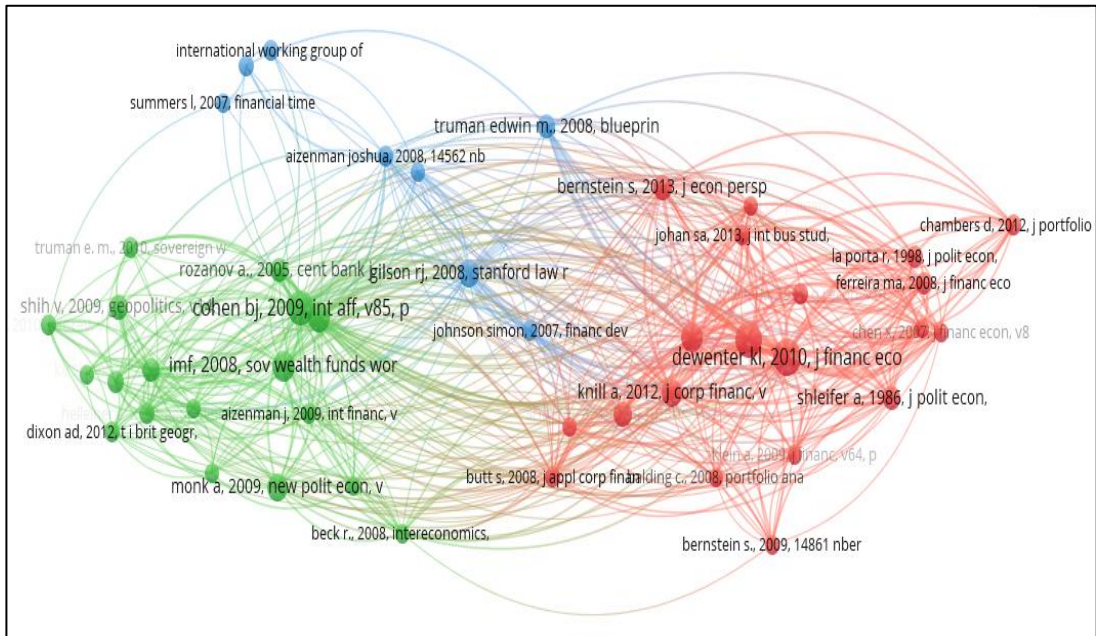 international working group of
summers l, 2007, financial time
truman edwin m., 2008, blueprin
aizenman joshua, 2008, 14562 nb
bernstein s, 2013, j econ persp
chambers d, 2012, j portfolio
johan sa, 2013, j int bus stud,
truman e. m., 2010, sovereign w
la porta r, 1998, j polit econ,
rozanov a., 2005, cent bank
gilson rj, 2008, stanford law r
ferreira ma, 2008, j financ eco
shih v, 2009, geopolitics, v
cohen bj, 2009, int aff, v85, p
johnson simon, 2007, financ dev
chen x, 2007, j financ econ, v8
dewenter kl, 2010, j financ eco
imf, 2008, sov wealth funds wor
knill a, 2012, j corp financ, v
shleifer a, 1986, j polit econ,
aizenman j, 2009, int financ, v
dixon ad, 2012, t i brit geogr,
klein a, 2009, j financ, v64, p
butt s, 2008, j appl corp finan
balding c., 2008, portfolio ana
monk a, 2009, new polit econ, v
beck r., 2008, intereconomics,
bernstein s., 2009, 14861 nber